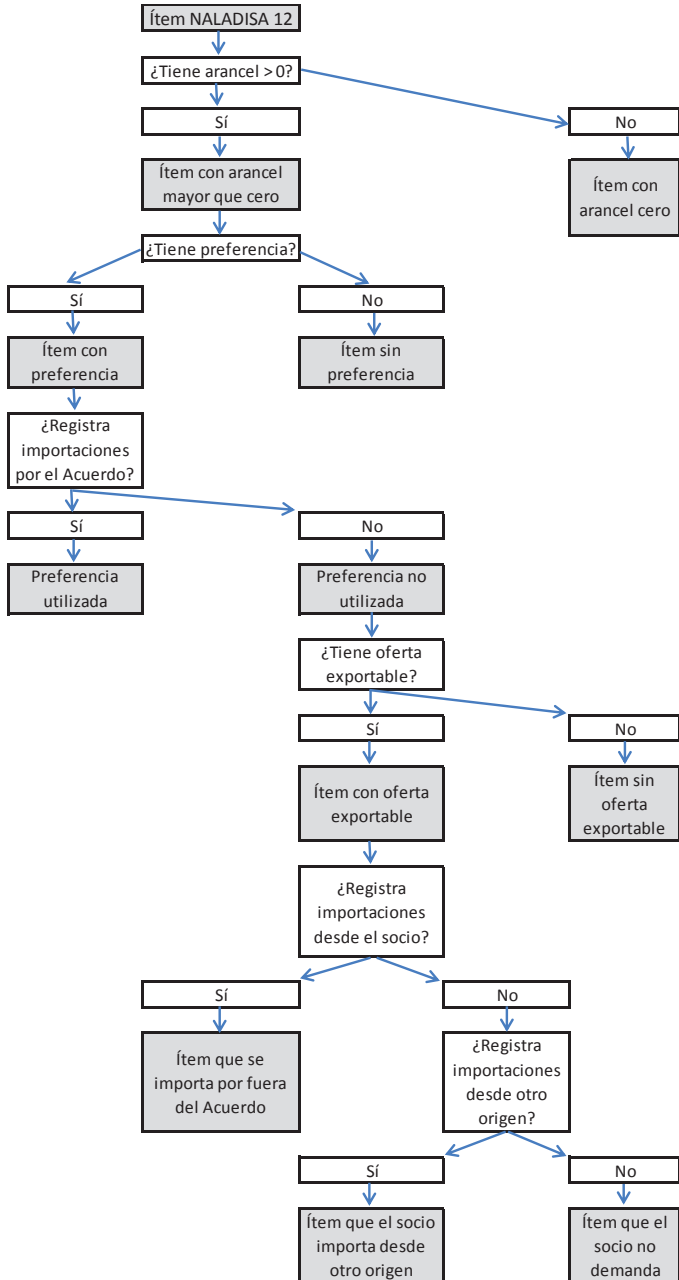 Ítem NALADISA 12
¿Tiene arancel > 0?
Sí
No
Ítem con arancel
mayor que cero
Ítem con
arancel cero
¿Tiene preferencia?
Sí
No
Ítem con
preferencia
Ítem sin
preferencia
¿Registra
importaciones
por el Acuerdo?
Sí
No
Preferencia
utilizada
Preferencia no
utilizada
¿Tiene oferta
exportable?
Sí
No
Ítem con oferta
exportable
Ítem sin
oferta
exportable
¿Registra
importaciones
desde el socio?
Sí
No
Ítem que se
importa por fuera
del Acuerdo
¿Registra
importaciones
desde otro
origen?
Sí
No
Ítem que el socio
importa desde
otro origen
Ítem que el
socio no
demanda